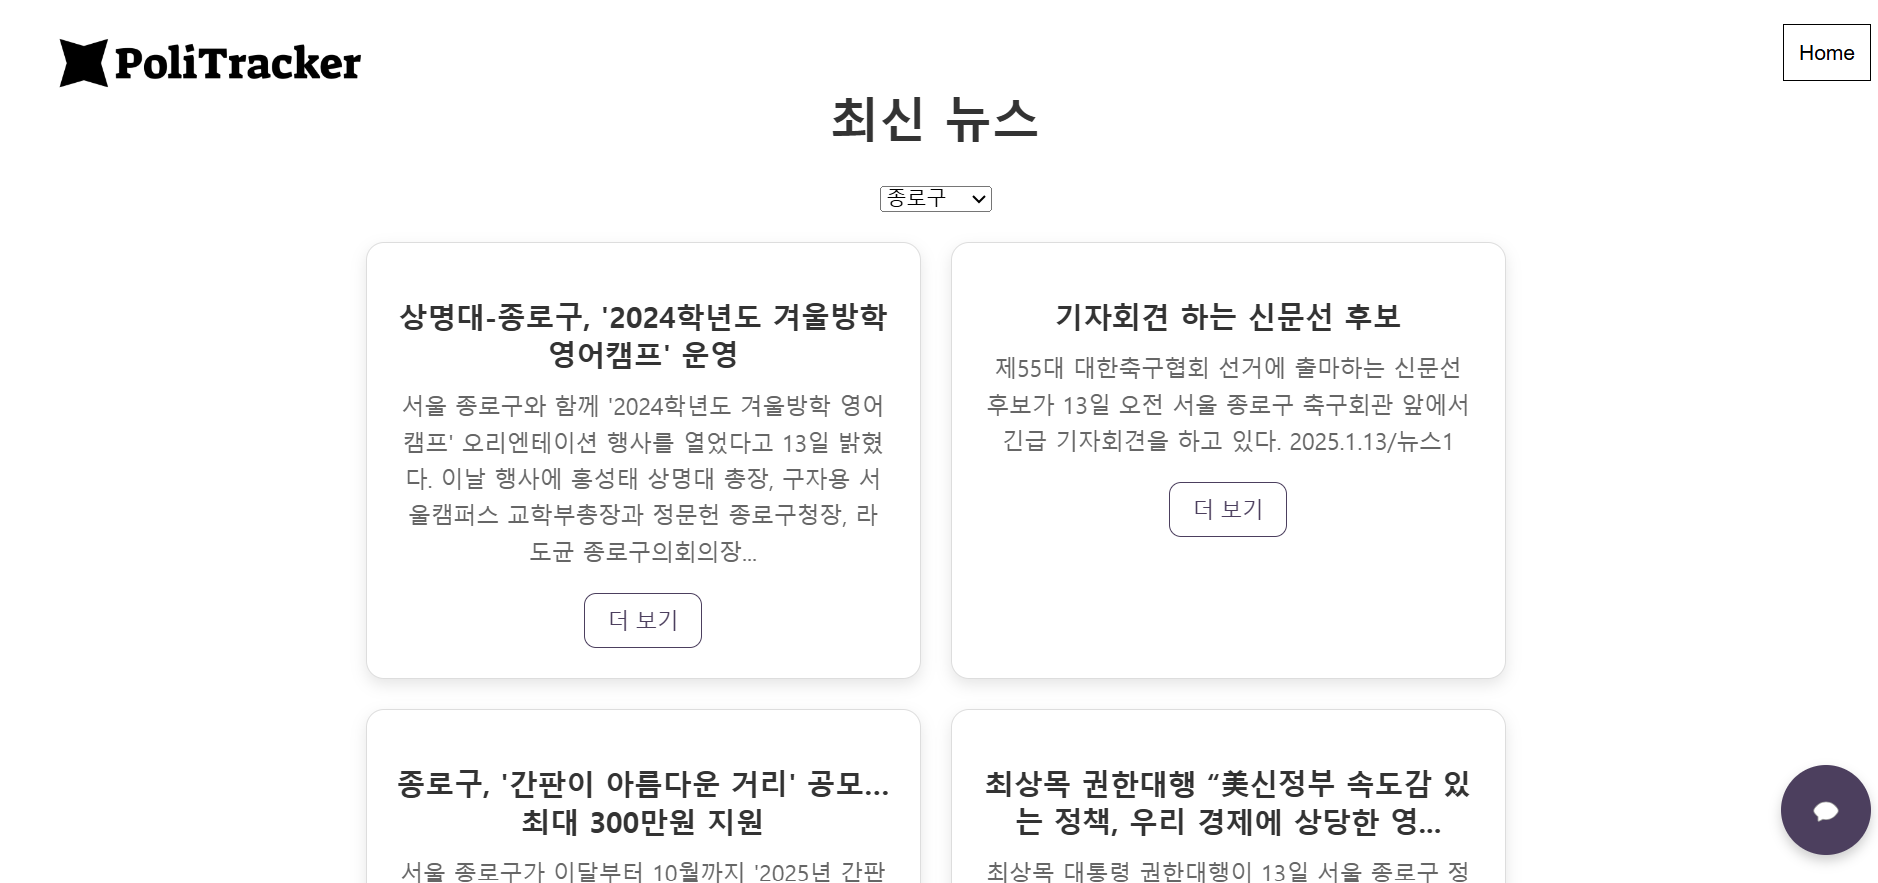 PoliTracker
Home
최신 뉴스
종로구
상명대-종로구, '2024학년도 겨울방학
영어캠프' 운영
서울 종로구와 함께 '2024학년도 겨울방학 영어
캠프' 오리엔테이션 행사를 열었다고 13일 밝혔
다. 이날 행사에 홍성태 상명대 총장, 구자용 서
울캠퍼스 교학부총장과 정문헌 종로구청장, 라
도균 종로구의회의장...
더 보기
기자회견 하는 신문선 후보
제55대 대한축구협회 선거에 출마하는 신문선
후보가 13일 오전 서울 종로구 축구회관 앞에서
긴급 기자회견을 하고 있다. 2025.1.13/뉴스1
더 보기
종로구, '간판이 아름다운 거리' 공모...
최대 300만원 지원
서울 종로구가 이달부터 10월까지 '2025년 간판
최상목 권한대행 “美신정부 속도감 있
는 정책, 우리 경제에 상당한 영...
최상목 대통령 권한대행이 13일 서울 종로구 정